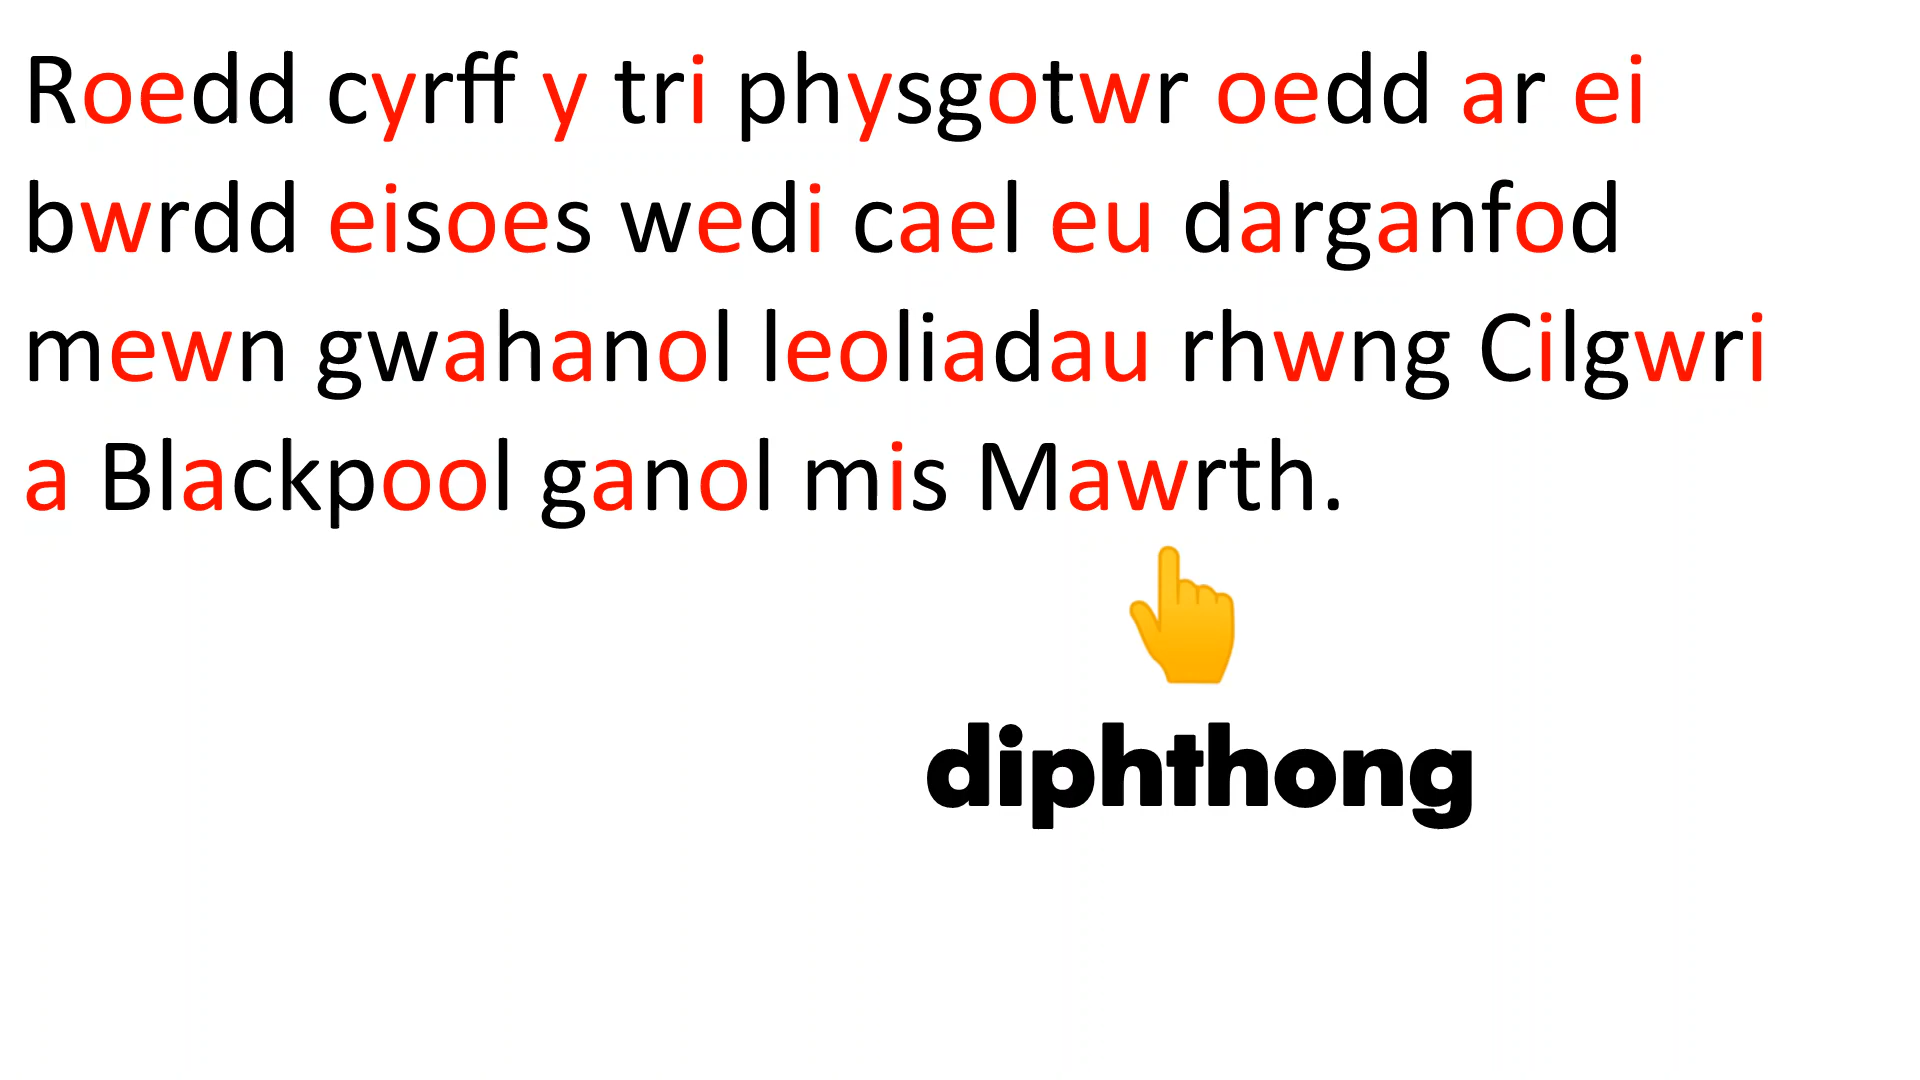 Roedd cyrff y tri physgotwr oedd ar ei
bwrdd eisoes wedi cael eu darganfod
mewn gwahanol leoliadau rhwng Cilgwri
a Blackpool ganol mis Mawrth.
diphthong